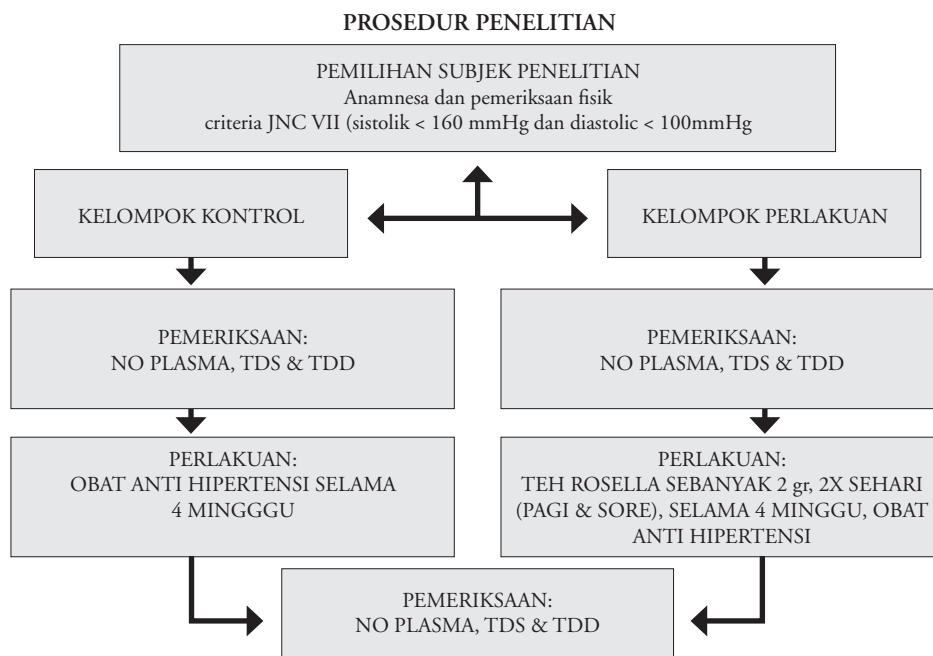 PROSEDUR PENELITIAN
PEMILIHAN SUBJEK PENELITIAN
Anamnesa dan pemeriksaan fisik
criteria JNC VII (sistolik < 160 mmHg dan diastolic < 100mmHg
KELOMPOK KONTROL
KELOMPOK PERLAKUAN
PEMERIKSAAN:
NO PLASMA, TDS & TDD
PEMERIKSAAN:
NO PLASMA, TDS & TDD
PERLAKUAN:
OBAT ANTI HIPERTENSI SELAMA
4 MINGGGU
PERLAKUAN:
TEH ROSELLA SEBANYAK 2 gr, 2X SEHARI
(PAGI & SORE), SELAMA 4 MINGGU, OBAT
ANTI HIPERTENSI
PEMERIKSAAN:
NO PLASMA, TDS & TDD